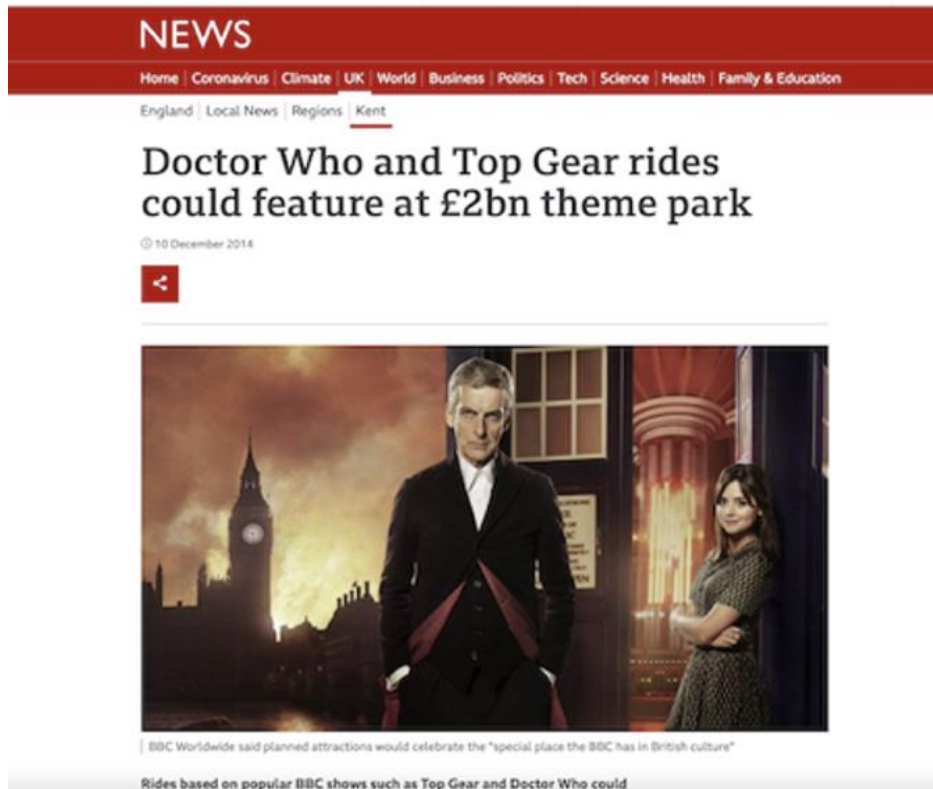 NEWS
Home Coronavirus Climate UK World Business Politics Tech Science Health Family & Education
England Local News Regions Kent
Doctor Who and Top Gear rides
could feature at £2bn theme park
10 December 2014
BBC Worldwide said planned attractions would celebrate the "special place the BBC has in British culture"
Rides based on popular BBC shows such as Top Gear and Doctor Who could